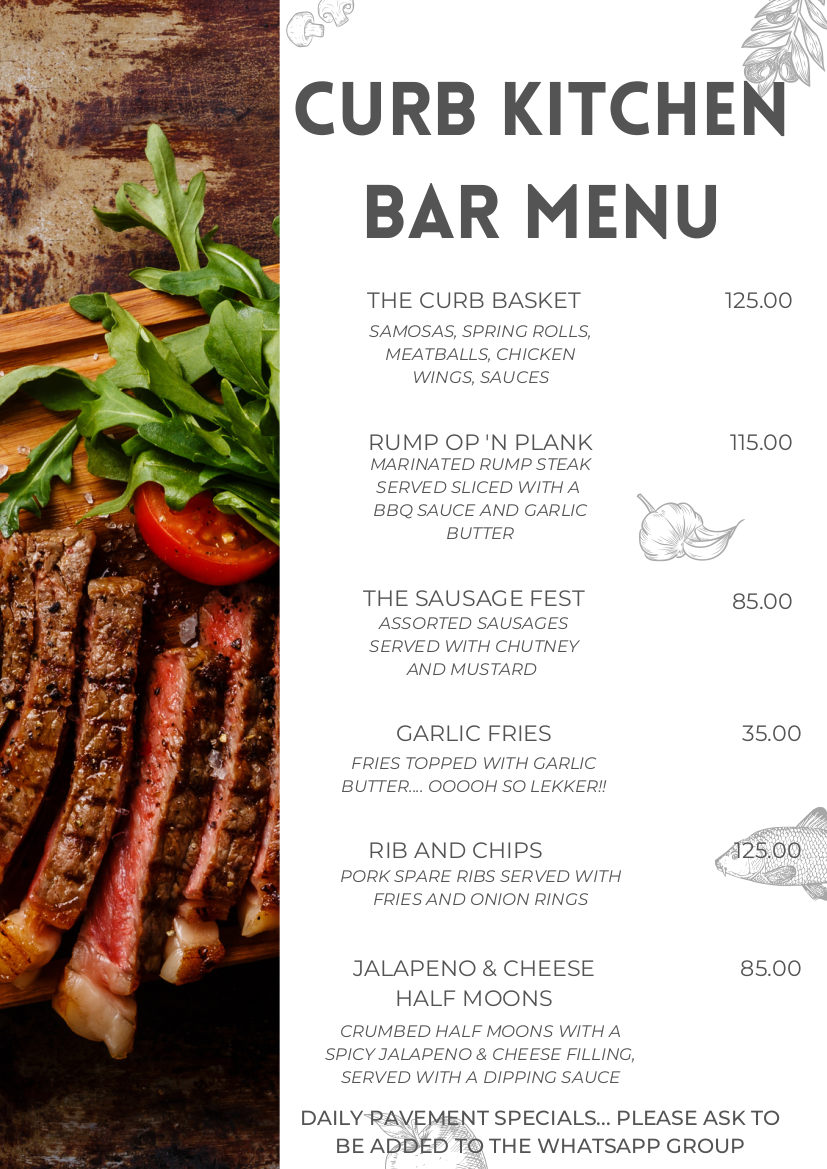 CURB KITCHEN
BAR MENU
THE CURB BASKET 125.00
SAMOSAS, SPRING ROLLS,
MEATBALLS, CHICKEN
WINGS, SAUCES
RUMP OP 'N PLANK 115.00
MARINATED RUMP STEAK
SERVED SLICED WITH A
BBQ SAUCE AND GARLIC
BUTTER
THE SAUSAGE FEST 85.00
ASSORTED SAUSAGES
SERVED WITH CHUTNEY
AND MUSTARD
GARLIC FRIES 35.00
FRIES TOPPED WITH GARLIC
BUTTER.... OOOOH SO LEKKER!!
RIB AND CHIPS 125.00
PORK SPARE RIBS SERVED WITH
FRIES AND ONION RINGS
JALAPENO & CHEESE 85.00
HALF MOONS
CRUMBED HALF MOONS WITH A
SPICY JALAPENO & CHEESE FILLING,
SERVED WITH A DIPPING SAUCE
DAILY PAVEMENT SPECIALS... PLEASE ASK TO
BE ADDED TO THE WHATSAPP GROUP